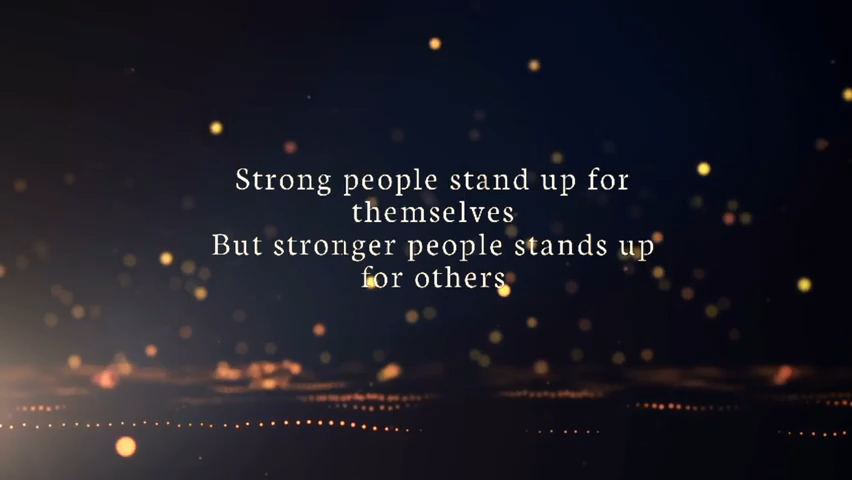 Strong people stand up for
themselves
But stronger people stands up
for others